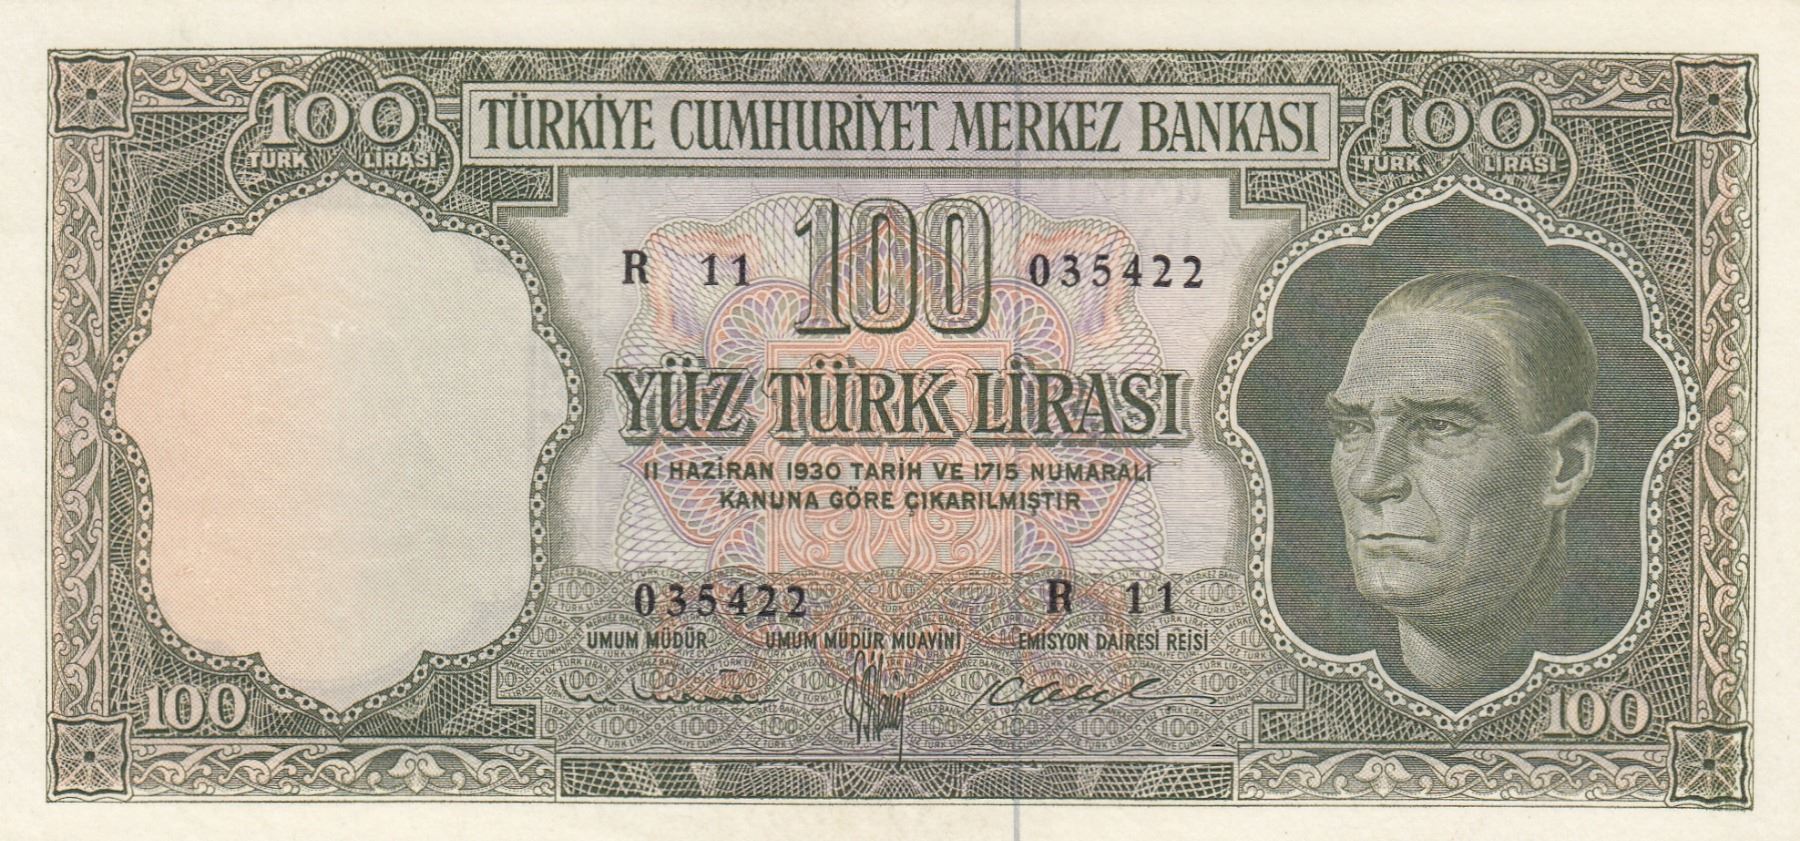 100 TÜRK LİRASI
TÜRKİYE CUMHURİYET MERKEZ BANKASI
100 TÜRK LİRASI
100
R 11 035422
YÜZ TÜRK LİRASI
11 HAZİRAN 1930 TARİH VE 1715 NUMARALI
KANUNA GÖRE ÇIKARILMIŞTIR
035422 R 11
UMUM MÜDÜR UMUM MÜDÜR MUAVİNİ EMİSYON DAİRESİ REİSİ
100 100